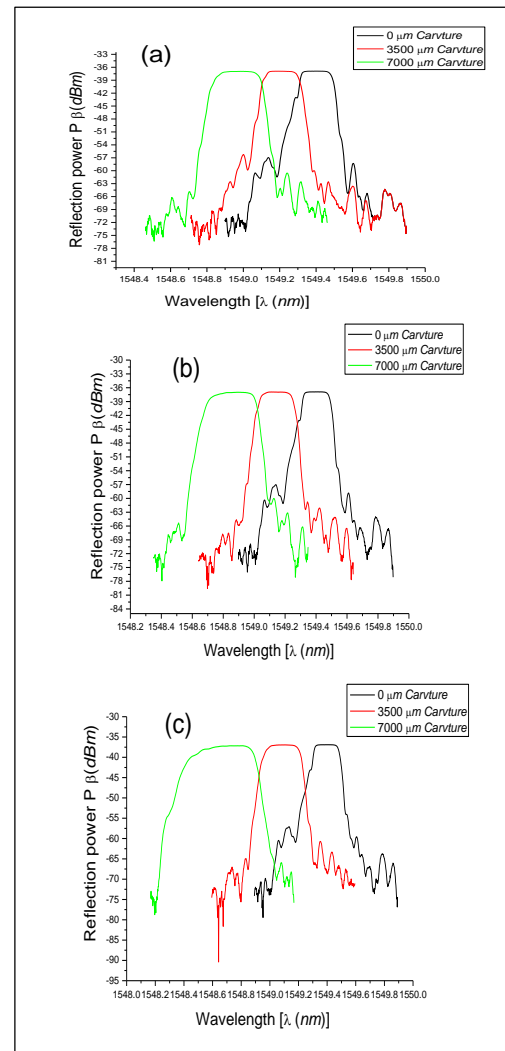 (a)
0 μm Carvture
3500 μm Carvture
7000 μm Carvture
Reflection power P β(dBm)
-33
-36
-39
-42
-45
-48
-51
-54
-57
-60
-63
-66
-69
-72
-75
-78
-81
1548.4 1548.6 1548.8 1549.0 1549.2 1549.4 1549.6 1549.8 1550.0
Wavelength [λ (nm)]
(b)
0 μm Carvture
3500 μm Carvture
7000 μm Carvture
Reflection power P β(dBm)
-30
-33
-36
-39
-42
-45
-48
-51
-54
-57
-60
-63
-66
-69
-72
-75
-78
-81
-84
1548.2 1548.4 1548.6 1548.8 1549.0 1549.2 1549.4 1549.6 1549.8 1550.0
Wavelength [λ (nm)]
(c)
0 μm Carvture
3500 μm Carvture
7000 μm Carvture
Reflection power P β(dBm)
-30
-35
-40
-45
-50
-55
-60
-65
-70
-75
-80
-85
-90
-95
1548.0 1548.2 1548.4 1548.6 1548.8 1549.0 1549.2 1549.4 1549.6 1549.8 1550.0
Wavelength [λ (nm)]